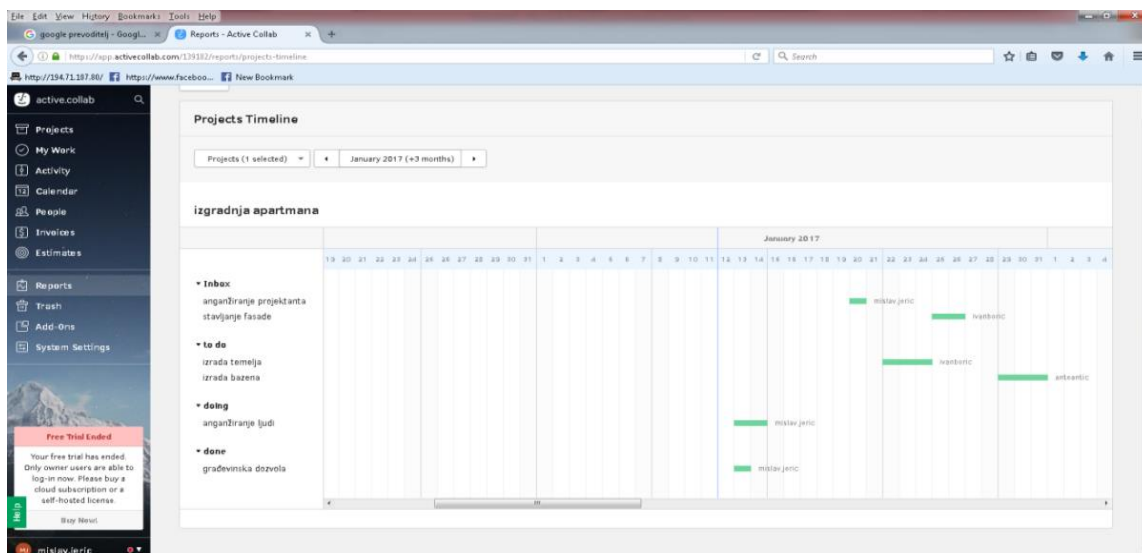 File Edit View History Bookmarks Tools Help
google prevoditelj - Googl... × Reports - Active Collab × +
https://app.activecollab.com/139182/reports/projects-timeline Search
http://194.71.107.80/ https://www.faceboo... New Bookmark
active.collab
Projects
My Work
Activity
Calendar
People
Invoices
Estimates
Reports
Trash
Add-Ons
System Settings
Free Trial Ended
Your free trial has ended.
Only owner users are able to
log-in now. Please buy a
cloud subscription or a
self-hosted license.
Buy Now!
Help
mislav.jeric
Projects Timeline
Projects (1 selected) January 2017 (+3 months)
izgradnja apartmana
January 2017
19 20 21 22 23 24 25 26 27 28 29 30 31 1 2 3 4 5 6 7 8 9 10 11 12 13 14 15 16 17 18 19 20 21 22 23 24 25 26 27 28 29 30 31 1 2 3 4
Inbox
anganžiranje projektanta mislav.jeric
stavljanje fasade ivanboric
to do
izrada temelja ivanboric
izrada bazena anteantic
doing
anganžiranje ljudi mislav.jeric
done
građevinska dozvola mislav.jeric